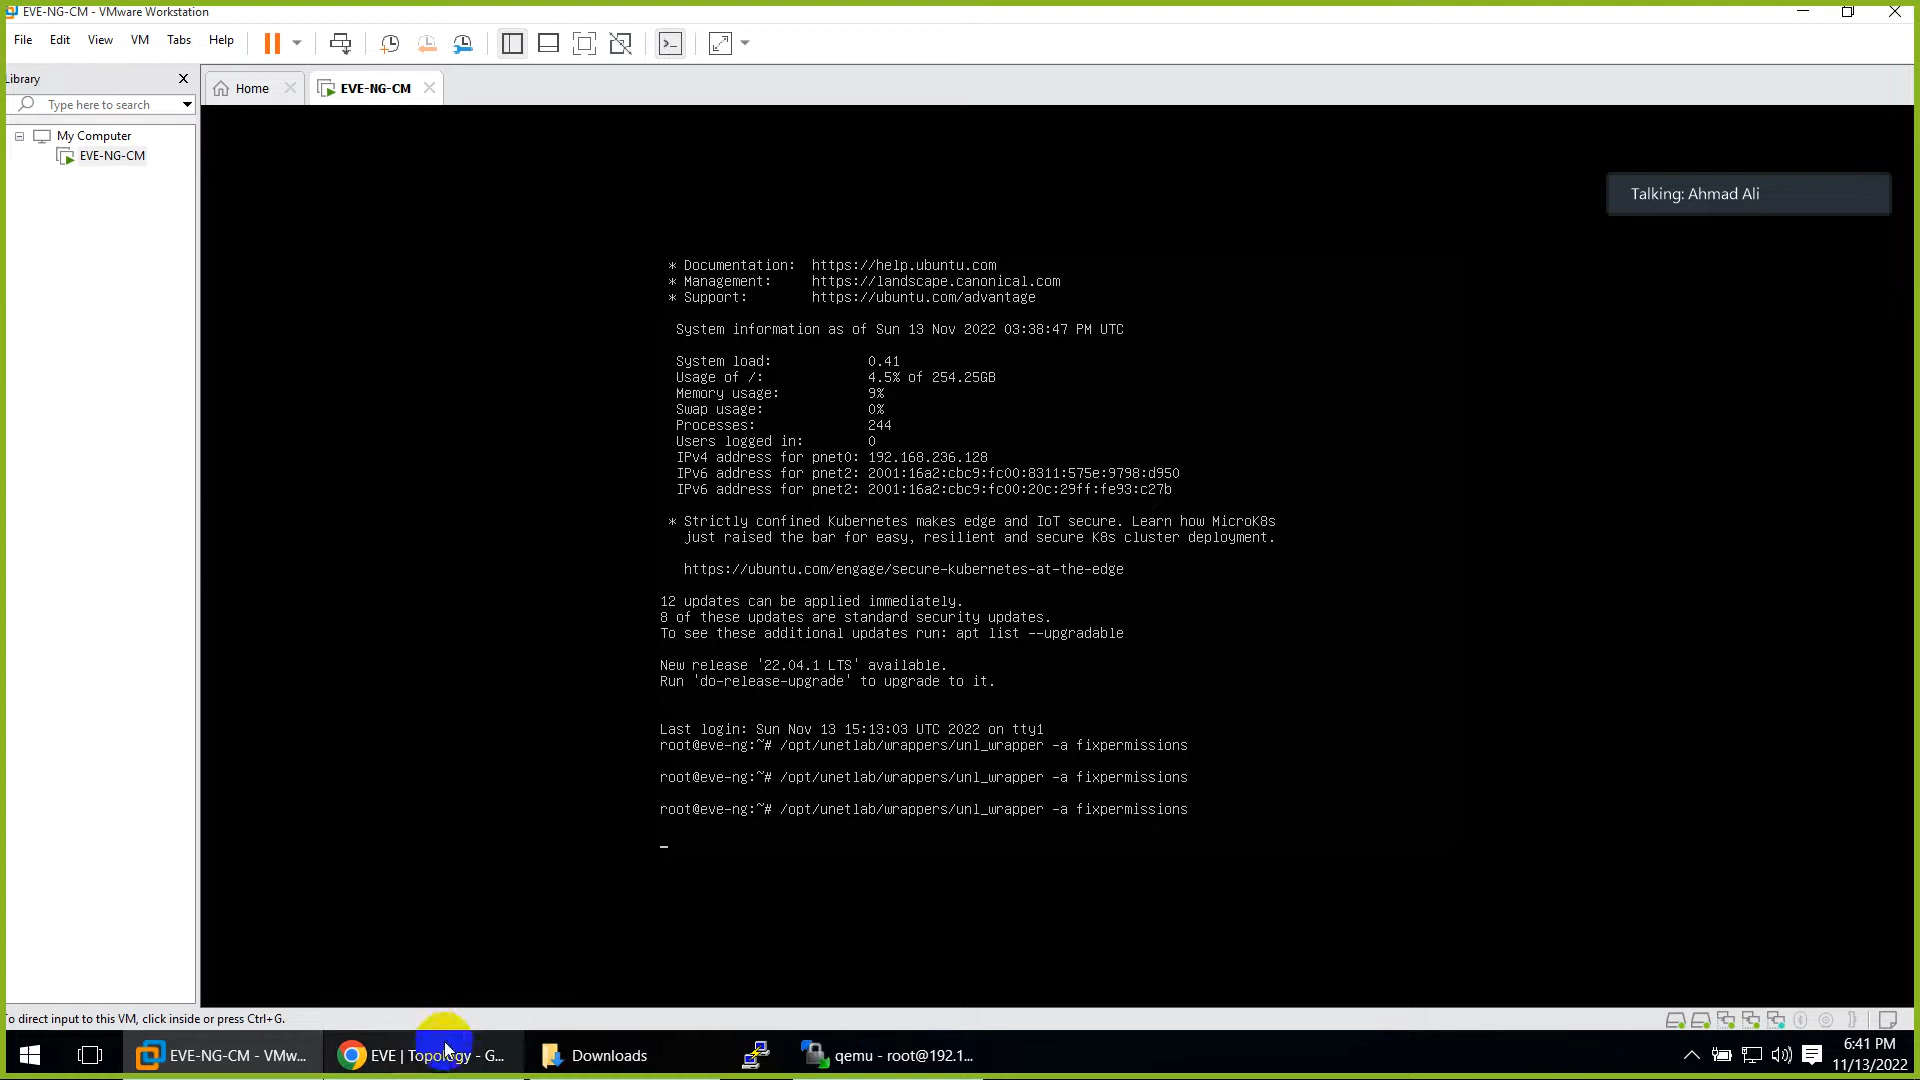 EVE-NG-CM - VMware Workstation
File Edit View VM Tabs Help
Library
Type here to search
My Computer
EVE-NG-CM
Home
EVE-NG-CM
Talking: Ahmad Ali
* Documentation: https://help.ubuntu.com
* Management: https://landscape.canonical.com
* Support: https://ubuntu.com/advantage
System information as of Sun 13 Nov 2022 03:38:47 PM UTC
System load: 0.41
Usage of /: 4.5% of 254.25GB
Memory usage: 9%
Swap usage: 0%
Processes: 244
Users logged in: 0
IPv4 address for pnet0: 192.168.236.128
IPv6 address for pnet2: 2001:16a2:cbc9:fc00:8311:575e:9798:d950
IPv6 address for pnet2: 2001:16a2:cbc9:fc00:20c:29ff:fe93:c27b
* Strictly confined Kubernetes makes edge and IoT secure. Learn how MicroK8s
just raised the bar for easy, resilient and secure K8s cluster deployment.
https://ubuntu.com/engage/secure-kubernetes-at-the-edge
12 updates can be applied immediately.
8 of these updates are standard security updates.
To see these additional updates run: apt list --upgradable
New release '22.04.1 LTS' available.
Run 'do-release-upgrade' to upgrade to it.
Last login: Sun Nov 13 15:13:03 UTC 2022 on tty1
root@eve-ng:~# /opt/unetlab/wrappers/unl_wrapper -a fixpermissions
root@eve-ng:~# /opt/unetlab/wrappers/unl_wrapper -a fixpermissions
root@eve-ng:~# /opt/unetlab/wrappers/unl_wrapper -a fixpermissions
To direct input to this VM, click inside or press Ctrl+G.
EVE-NG-CM - VMw...
EVE | Topology - G...
Downloads
qemu - root@192.1...
6:41 PM
11/13/2022